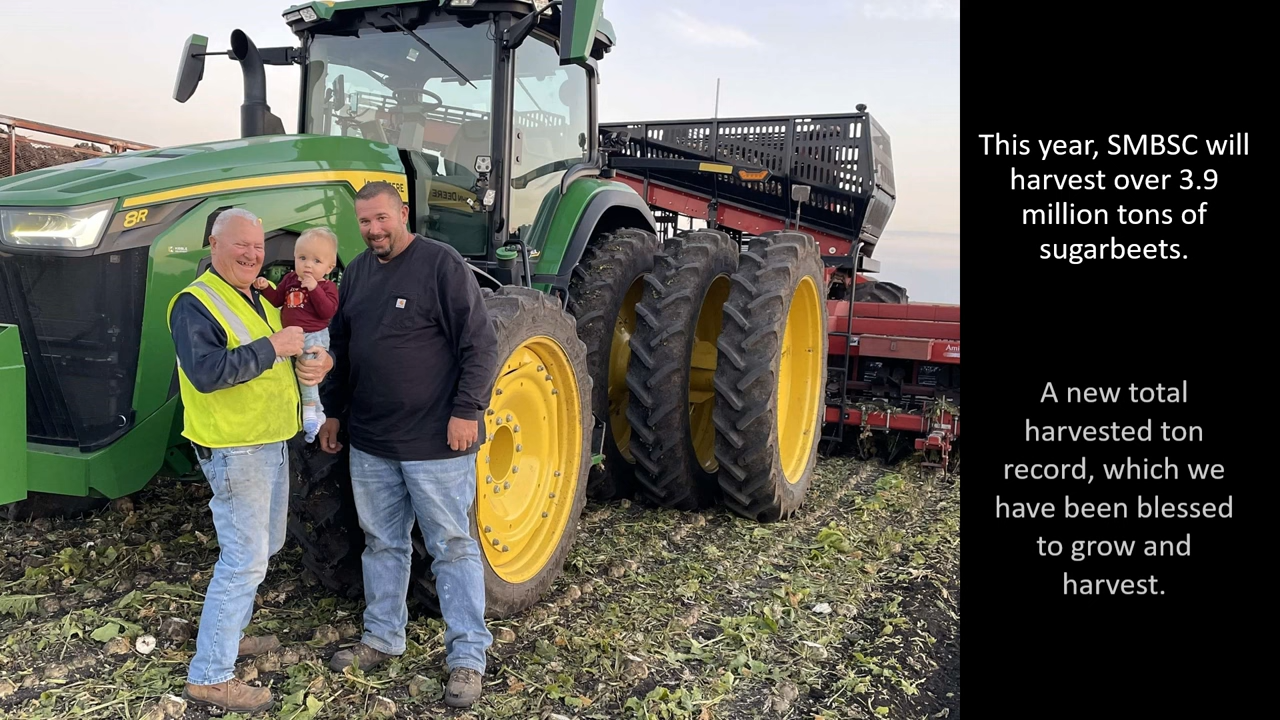 This year, SMBSC will
harvest over 3.9
million tons of
sugarbeets.
A new total
harvested ton
record, which we
have been blessed
to grow and
harvest.
8R